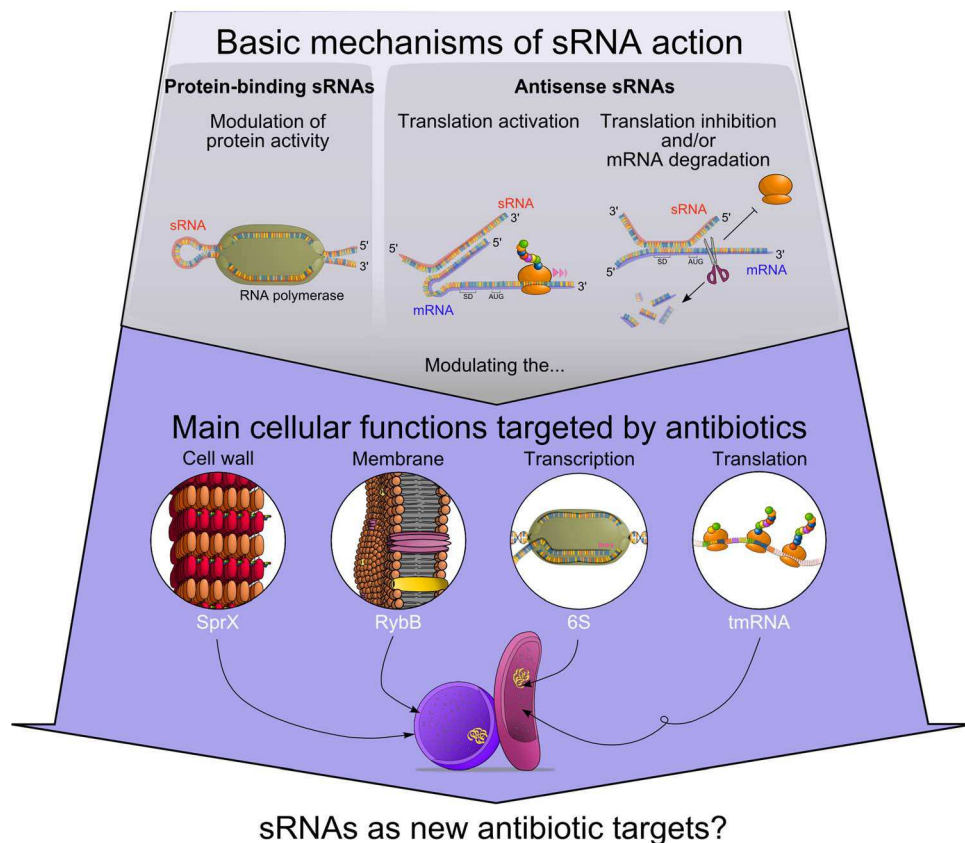 Basic mechanisms of sRNA action
Protein-binding sRNAs
Modulation of
protein activity
sRNA
5'
3'
RNA polymerase
Antisense sRNAs
Translation activation
sRNA
3'
5'
mRNA
SD
AUG
3'
Translation inhibition
and/or
mRNA degradation
3'
sRNA
5'
SD
AUG
mRNA
Modulating the...
Main cellular functions targeted by antibiotics
Cell wall
Membrane
Transcription
Translation
SprX
RybB
6S
tmRNA
sRNAs as new antibiotic targets?